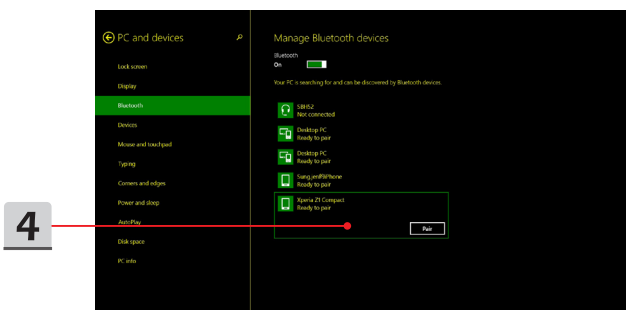 PC and devices
Lock screen
Display
Bluetooth
Devices
Mouse and touchpad
Typing
Corners and edges
Power and sleep
AutoPlay
Disk space
PC info
Manage Bluetooth devices
Bluetooth
On
Your PC is searching for and can be discovered by Bluetooth devices.
SBH52
Not connected
Desktop PC
Ready to pair
Desktop PC
Ready to pair
Ready to pair
Xperia Z1 Compact
Ready to pair
Pair
4